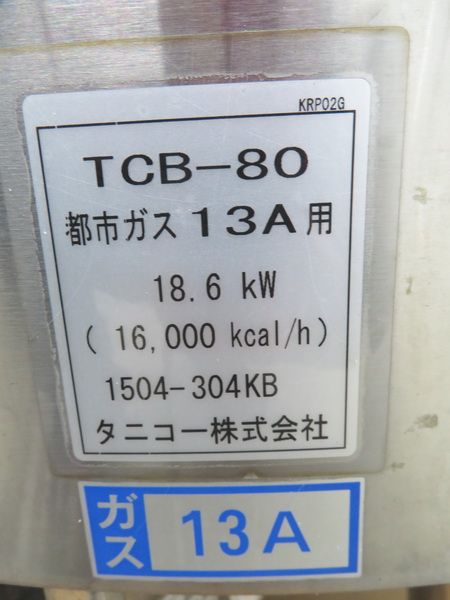 KRP02G
TCB-80
都市ガス 13A用
18.6 kW
( 16,000 kcal/h)
1504-304KB
タニコー株式会社
ガス 13A